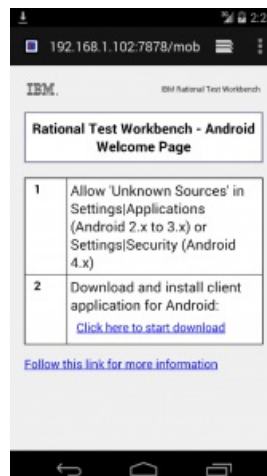 2:2
192.168.1.102:7878/mob
IBM.
IBM Rational Test Workbench
Rational Test Workbench - Android
Welcome Page
1
Allow 'Unknown Sources' in
Settings|Applications
(Android 2.x to 3.x) or
Settings|Security (Android
4.x)
2
Download and install client
application for Android:
Click here to start download
Follow this link for more information